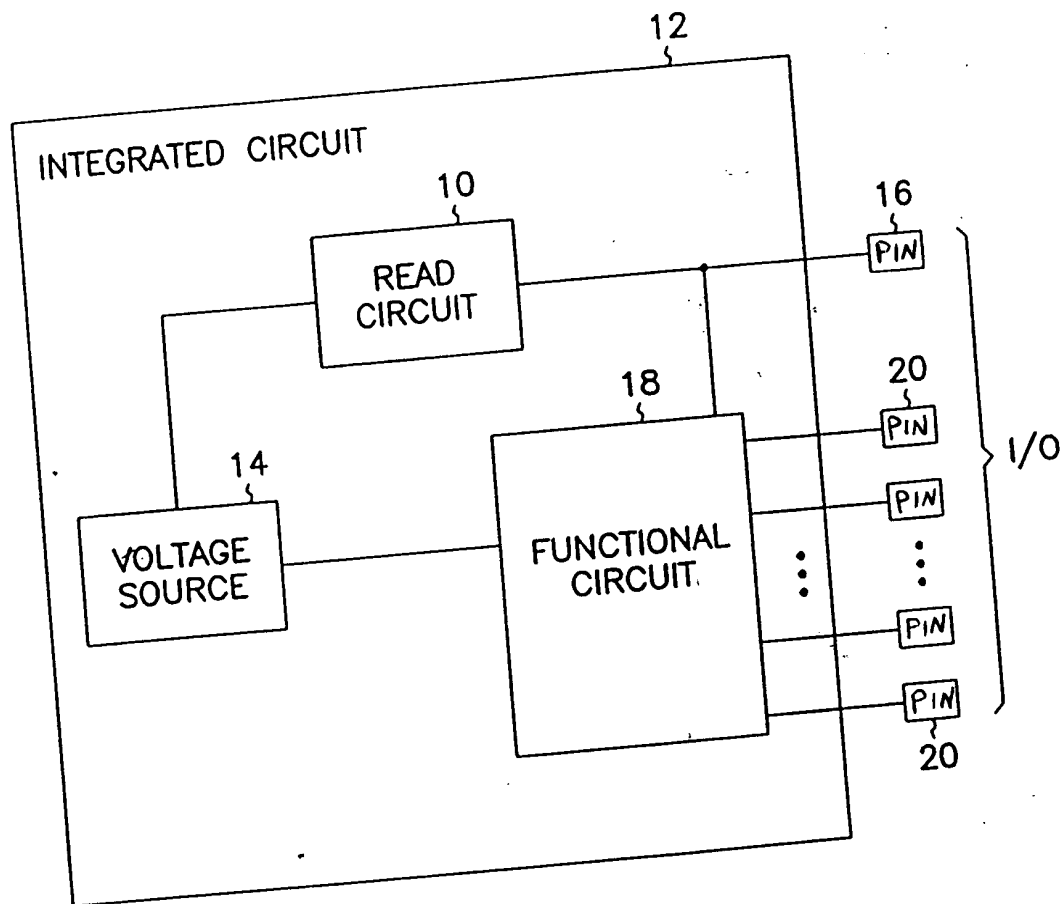 12
INTEGRATED CIRCUIT
10
READ
CIRCUIT
16
PIN
20
PIN
18
I/O
14
PIN
VOLTAGE
SOURCE
FUNCTIONAL
CIRCUIT
PIN
PIN
20